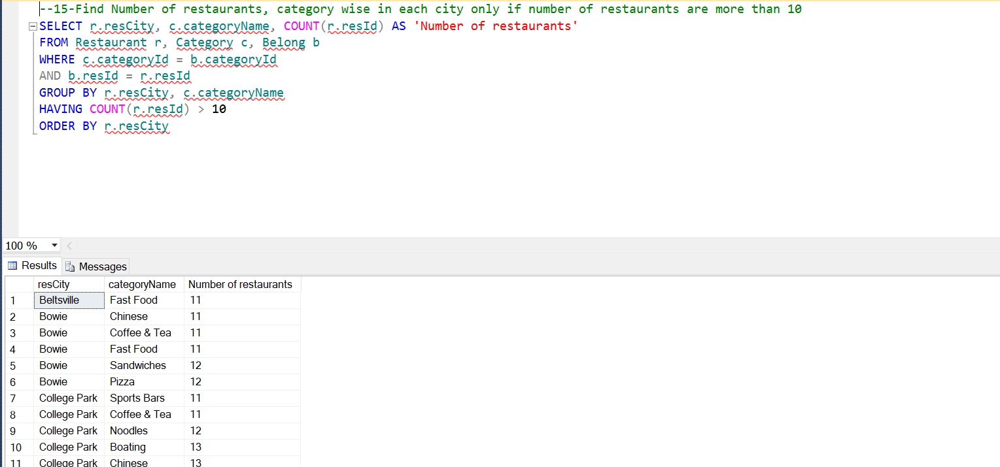 --15-Find Number of restaurants, category wise in each city only if number of restaurants are more than 10
SELECT r.resCity, c.categoryName, COUNT(r.resId) AS 'Number of restaurants'
FROM Restaurant r, Category c, Belong b
WHERE c.categoryId = b.categoryId
AND b.resId = r.resId
GROUP BY r.resCity, c.categoryName
HAVING COUNT(r.resId) > 10
ORDER BY r.resCity
100 %
Results Messages
resCity categoryName Number of restaurants
1 Beltsville Fast Food 11
2 Bowie Chinese 11
3 Bowie Coffee & Tea 11
4 Bowie Fast Food 11
5 Bowie Sandwiches 12
6 Bowie Pizza 12
7 College Park Sports Bars 11
8 College Park Coffee & Tea 11
9 College Park Noodles 12
10 College Park Boating 13
11 College Park Chinese 13